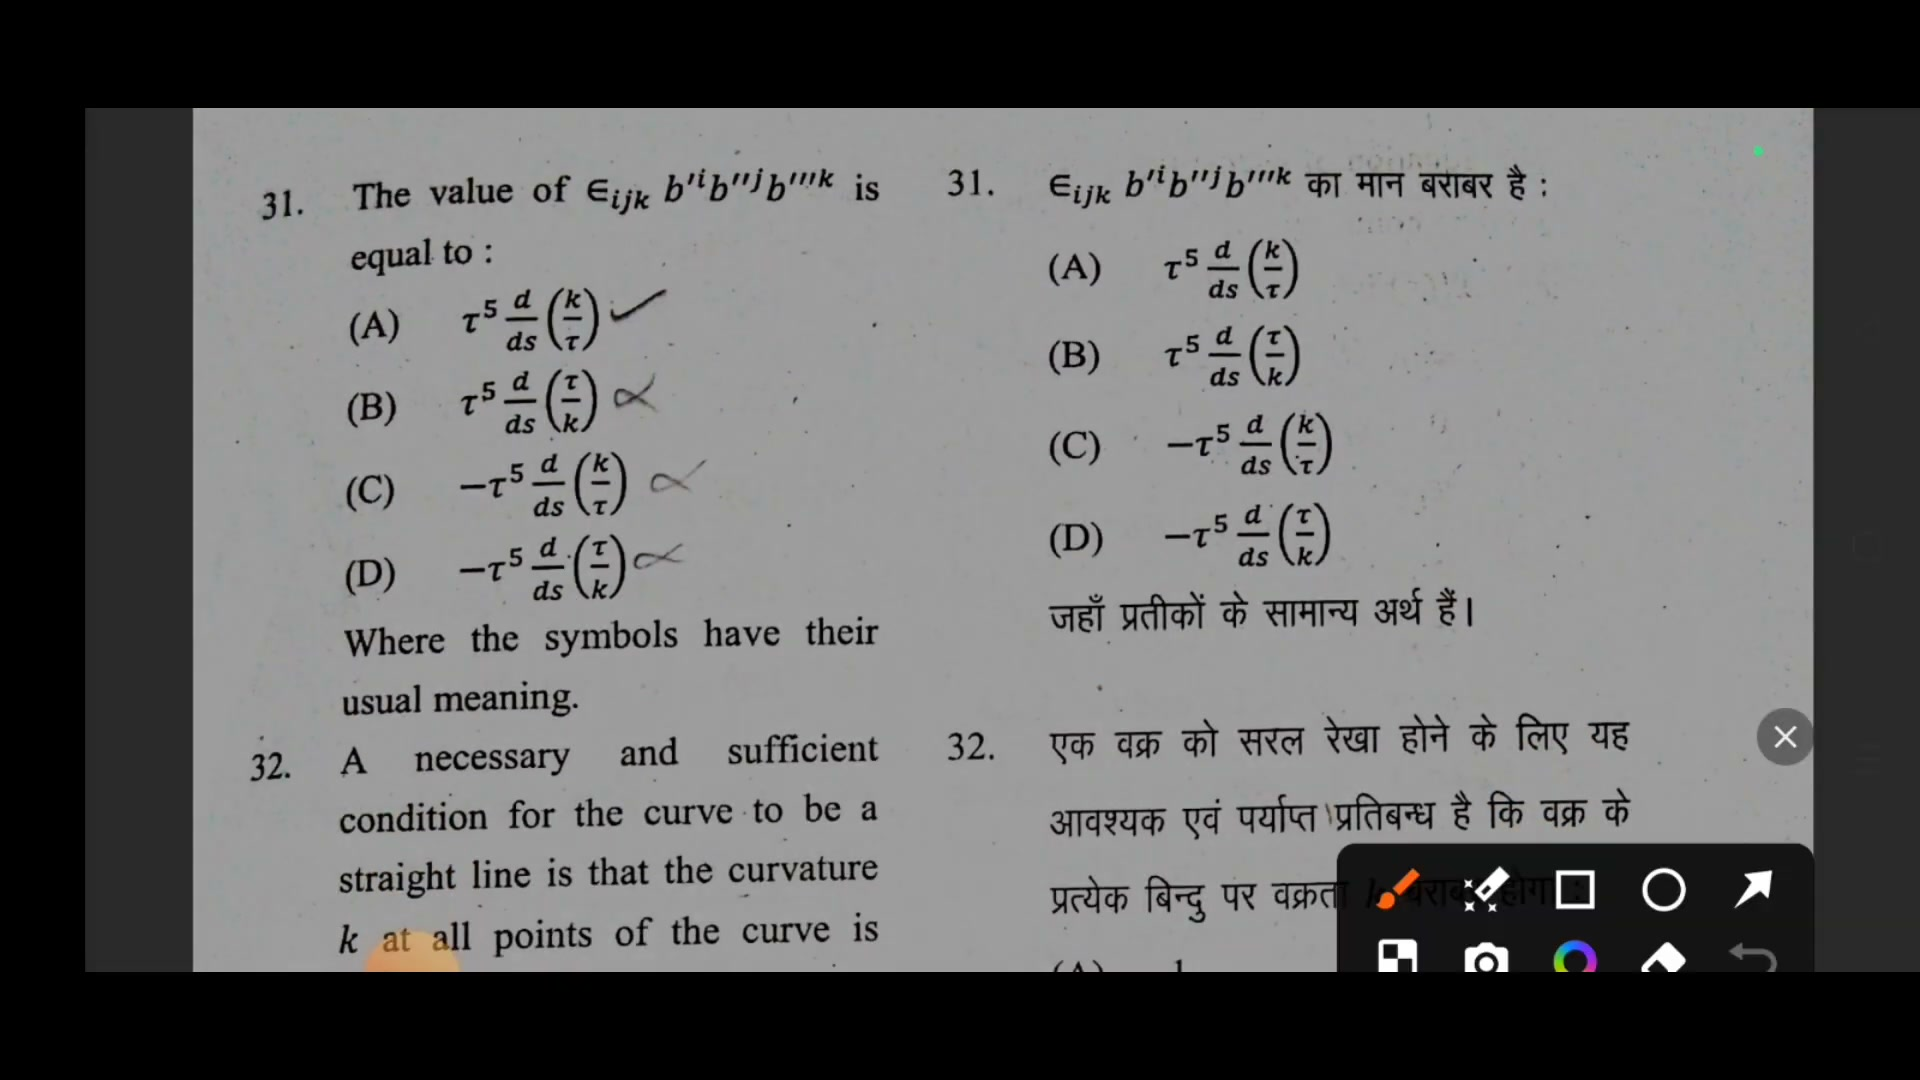 31. The value of ∈ijk b′ⁱb″ʲb‴ᵏ is
equal to :
(A) τ⁵ d/ds (k/τ)
(B) τ⁵ d/ds (τ/k)
(C) −τ⁵ d/ds (k/τ)
(D) −τ⁵ d/ds (τ/k)
Where the symbols have their
usual meaning.
32. A necessary and sufficient
condition for the curve to be a
straight line is that the curvature
k at all points of the curve is
31. ∈ijk b′ⁱb″ʲb‴ᵏ का मान बराबर है :
(A) τ⁵ d/ds (k/τ)
(B) τ⁵ d/ds (τ/k)
(C) −τ⁵ d/ds (k/τ)
(D) −τ⁵ d/ds (τ/k)
जहाँ प्रतीकों के सामान्य अर्थ हैं।
32. एक वक्र को सरल रेखा होने के लिए यह
आवश्यक एवं पर्याप्त प्रतिबन्ध है कि वक्र के
प्रत्येक बिन्दु पर वक्रता k बराबर होगा :